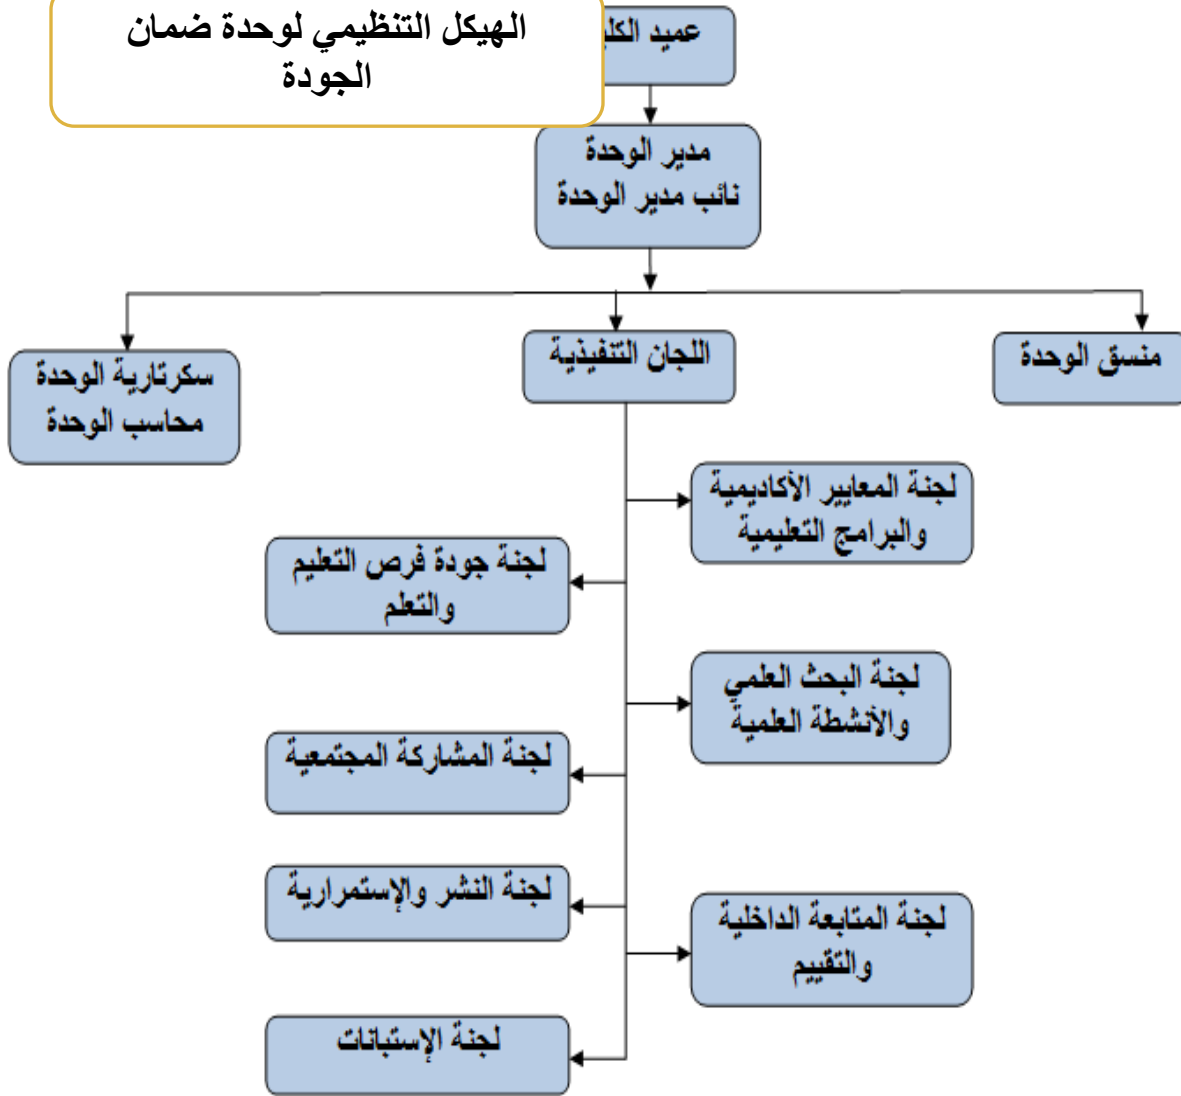 الهيكل التنظيمي لوحدة ضمان
الجودة
عميد
مدير الوحدة
نائب مدير الوحدة
منسق الوحدة
اللجان التنفيذية
سكرتارية الوحدة
محاسب الوحدة
لجنة المعايير الأكاديمية
والبرامج التعليمية
لجنة جودة فرص التعليم
والتعلم
لجنة البحث العلمي
والأنشطة العلمية
لجنة المشاركة المجتمعية
لجنة النشر والإستمرارية
لجنة المتابعة الداخلية
والتقييم
لجنة الإستبانات